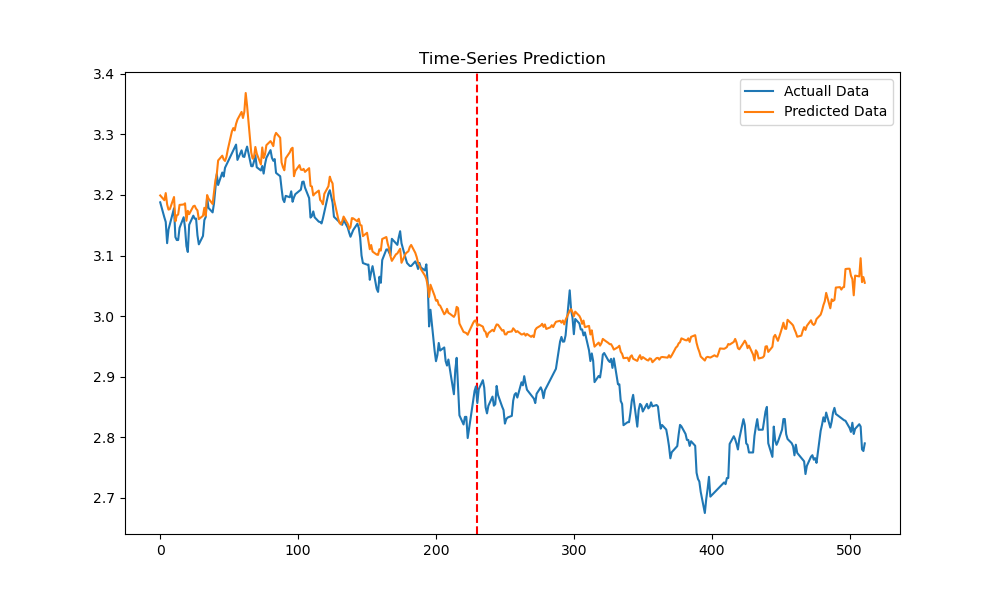 Time-Series Prediction
Actuall Data
Predicted Data
3.4
3.3
3.2
3.1
3.0
2.9
2.8
2.7
0 100 200 300 400 500